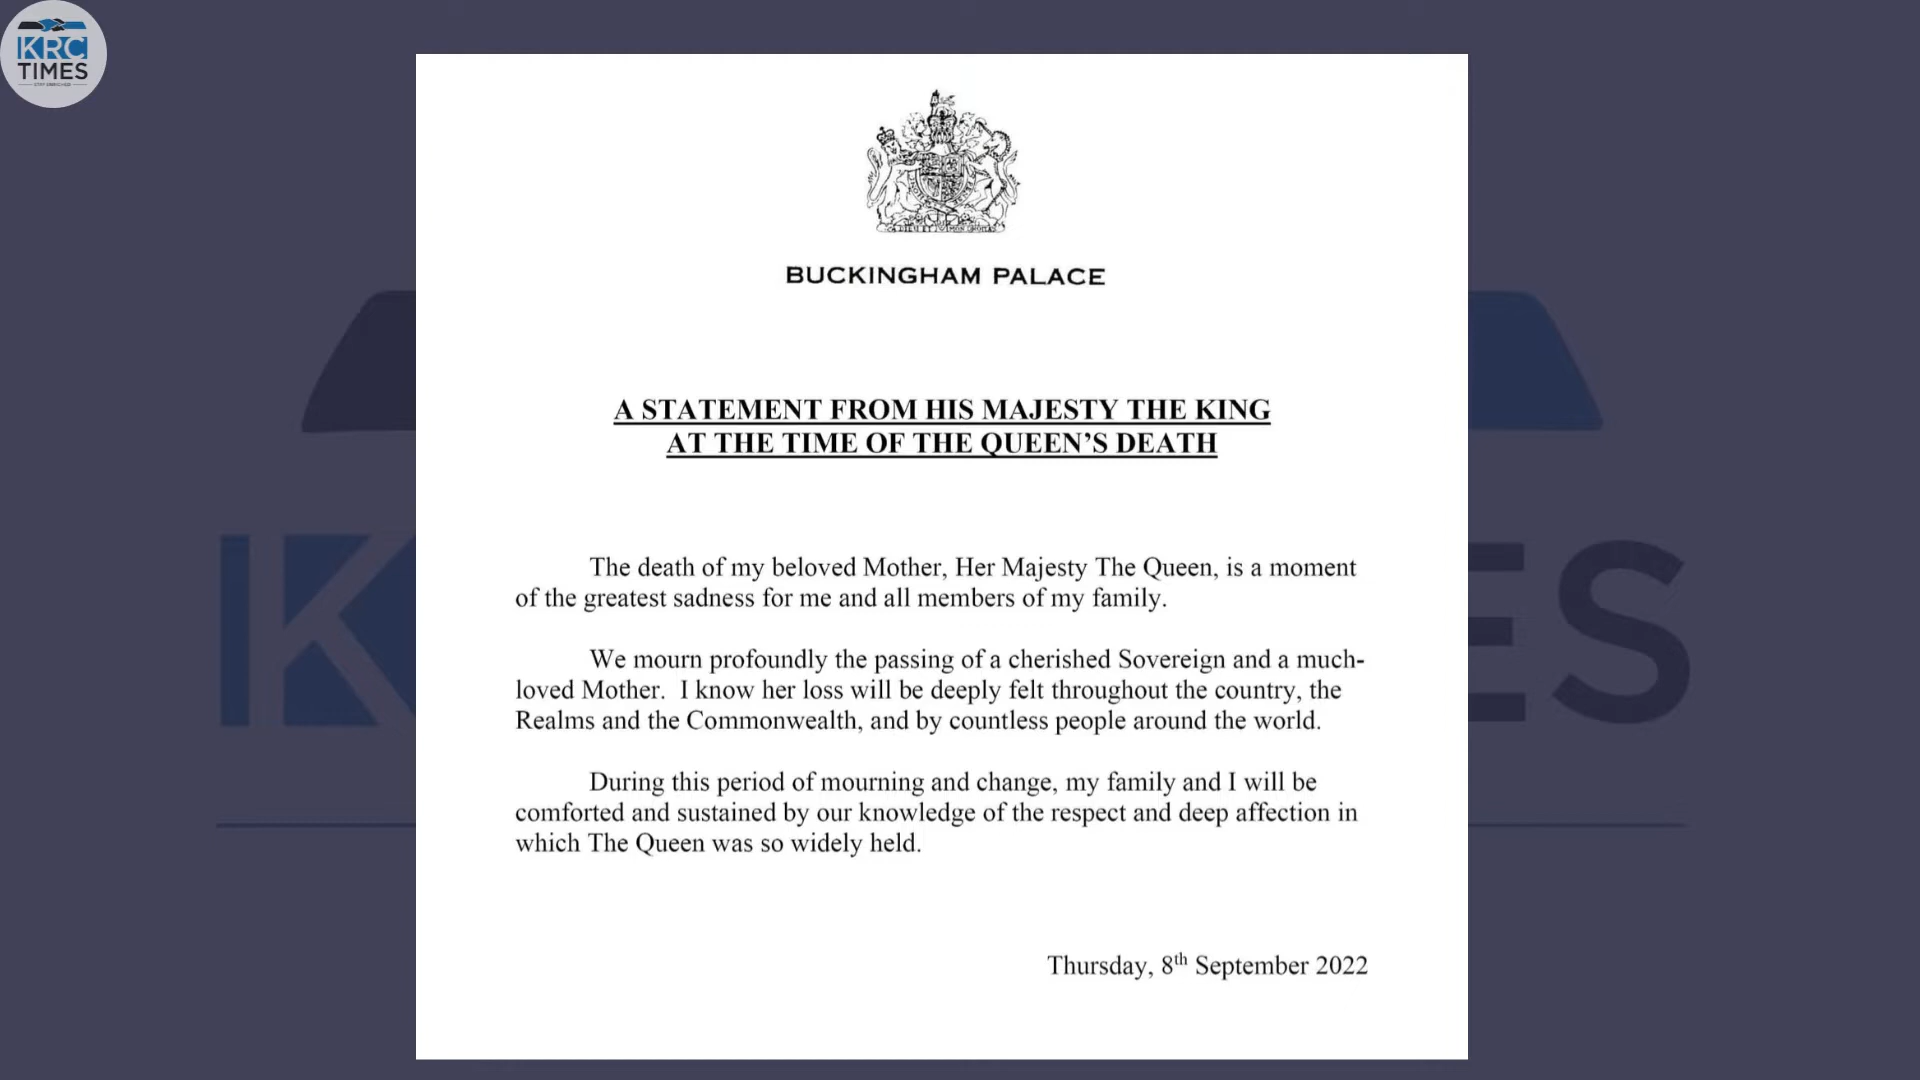 KRC
TIMES
BUCKINGHAM PALACE
A STATEMENT FROM HIS MAJESTY THE KING
AT THE TIME OF THE QUEEN’S DEATH
The death of my beloved Mother, Her Majesty The Queen, is a moment
of the greatest sadness for me and all members of my family.
We mourn profoundly the passing of a cherished Sovereign and a much-
loved Mother.  I know her loss will be deeply felt throughout the country, the
Realms and the Commonwealth, and by countless people around the world.
During this period of mourning and change, my family and I will be
comforted and sustained by our knowledge of the respect and deep affection in
which The Queen was so widely held.
Thursday, 8th September 2022